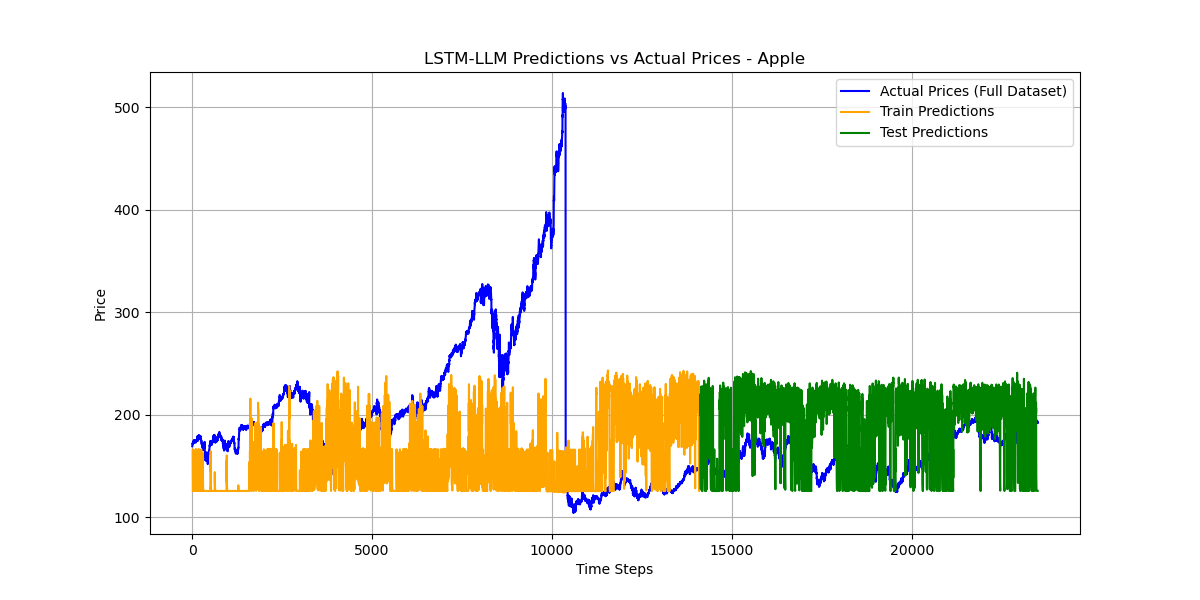 LSTM-LLM Predictions vs Actual Prices - Apple
Actual Prices (Full Dataset)
Train Predictions
Test Predictions
Price
500
400
300
200
100
0
5000
10000
15000
20000
Time Steps